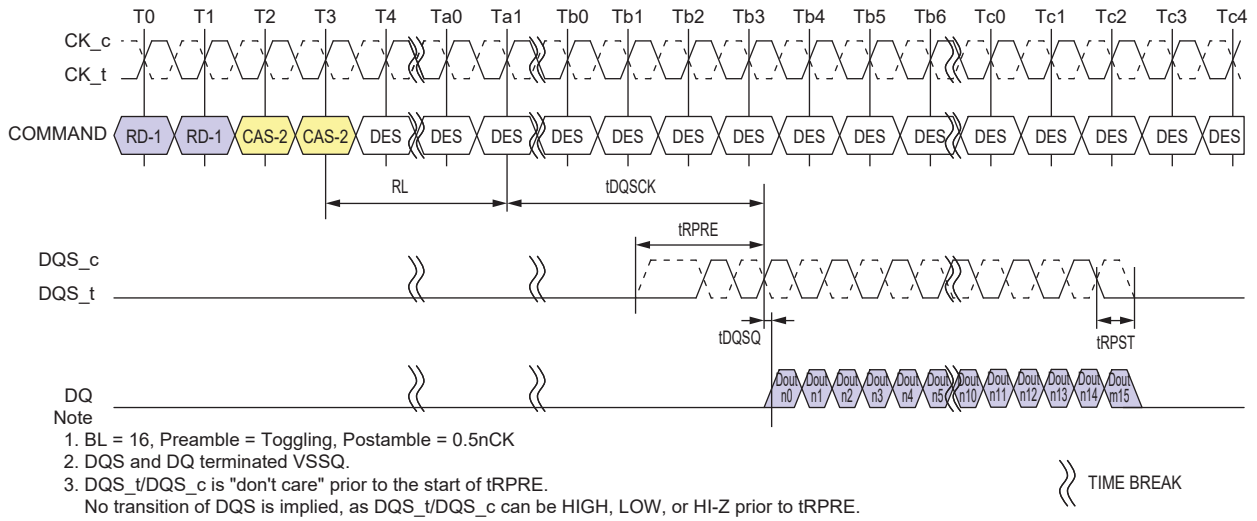 T0 T1 T2 T3 T4 Ta0 Ta1 Tb0 Tb1 Tb2 Tb3 Tb4 Tb5 Tb6 Tc0 Tc1 Tc2 Tc3 Tc4
CK_c
CK_t
COMMAND RD-1 RD-1 CAS-2 CAS-2 DES DES DES DES DES DES DES DES DES DES DES DES DES DES DES
RL tDQSCK
tRPRE
DQS_c
DQS_t
tDQSQ tRPST
DQ Dout n0 Dout n1 Dout n2 Dout n3 Dout n4 Dout n5 Dout n10 Dout n11 Dout n12 Dout n13 Dout n14 Dout m15
Note
1. BL = 16, Preamble = Toggling, Postamble = 0.5nCK
2. DQS and DQ terminated VSSQ.
3. DQS_t/DQS_c is "don't care" prior to the start of tRPRE.
No transition of DQS is implied, as DQS_t/DQS_c can be HIGH, LOW, or HI-Z prior to tRPRE.
TIME BREAK